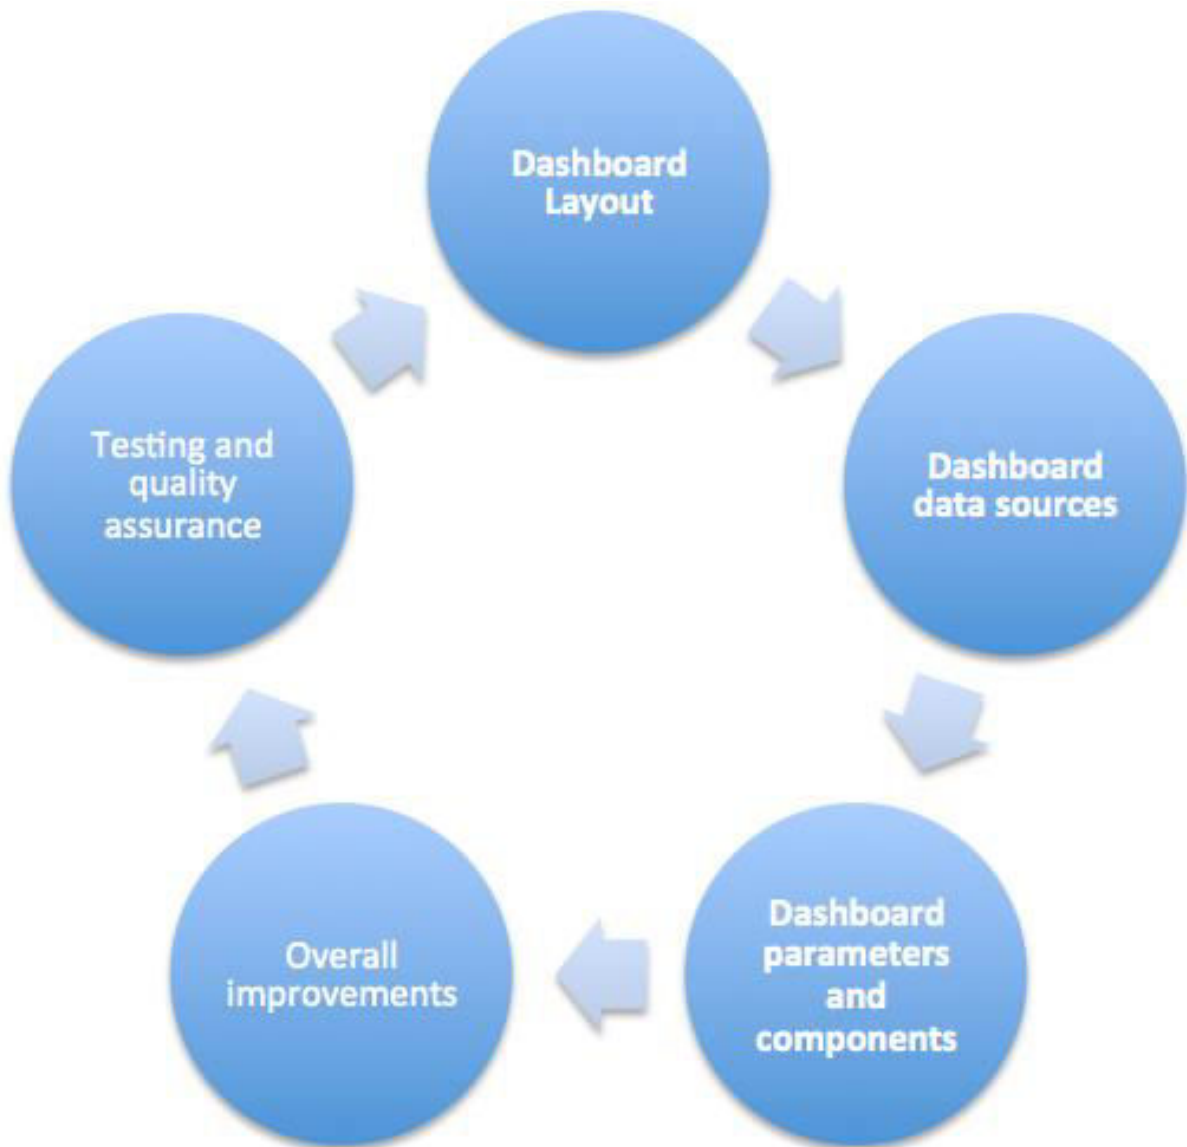 Dashboard
Layout
Dashboard
data sources
Dashboard
parameters
and
components
Overall
improvements
Testing and
quality
assurance